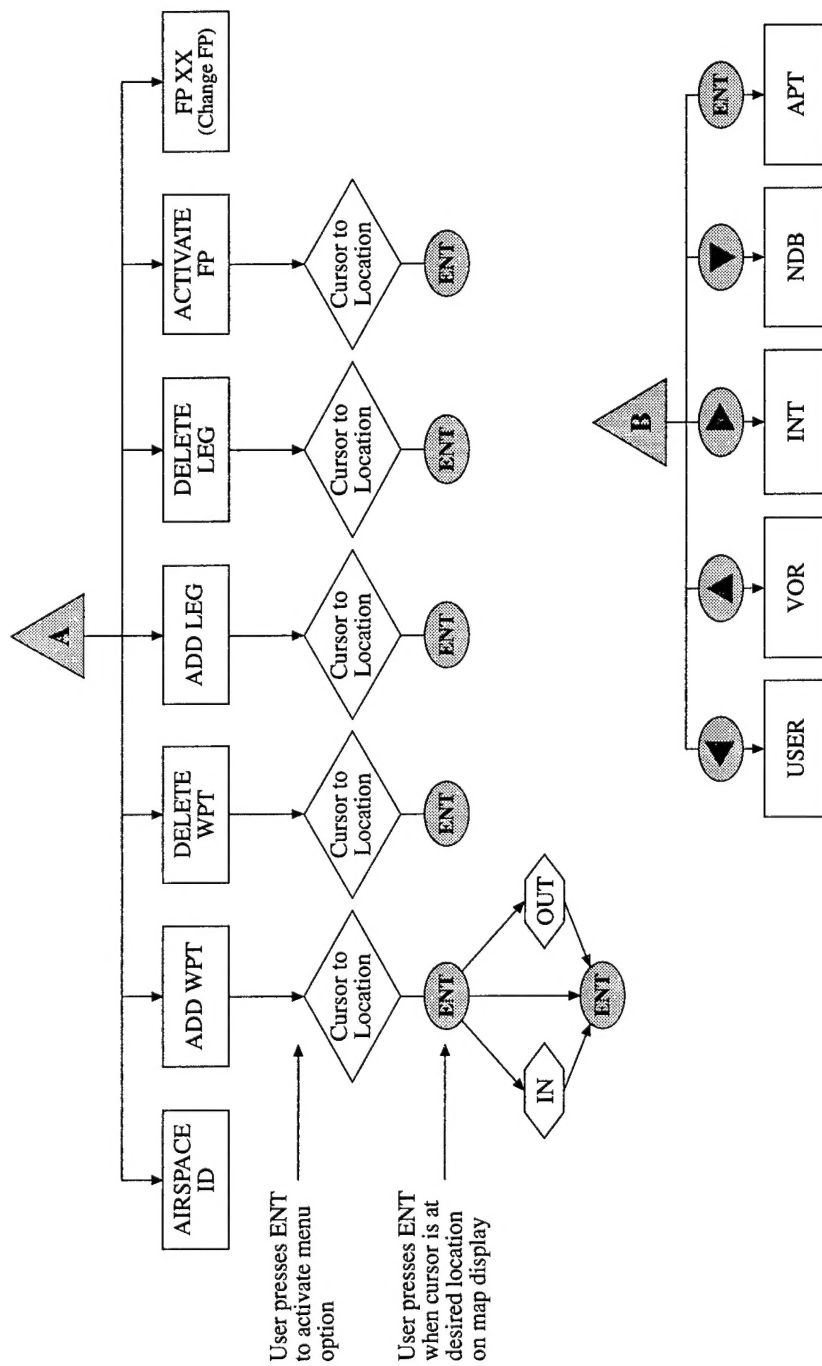 A
AIRSPACE
ID
ADD WPT
DELETE
WPT
ADD LEG
DELETE
LEG
ACTIVATE
FP
FP XX
(Change FP)
User presses ENT
to activate menu
option
Cursor to
Location
Cursor to
Location
Cursor to
Location
Cursor to
Location
Cursor to
Location
User presses ENT
when cursor is at
desired location
on map display
ENT
ENT
ENT
ENT
ENT
IN
OUT
ENT
B
ENT
USER
VOR
INT
NDB
APT